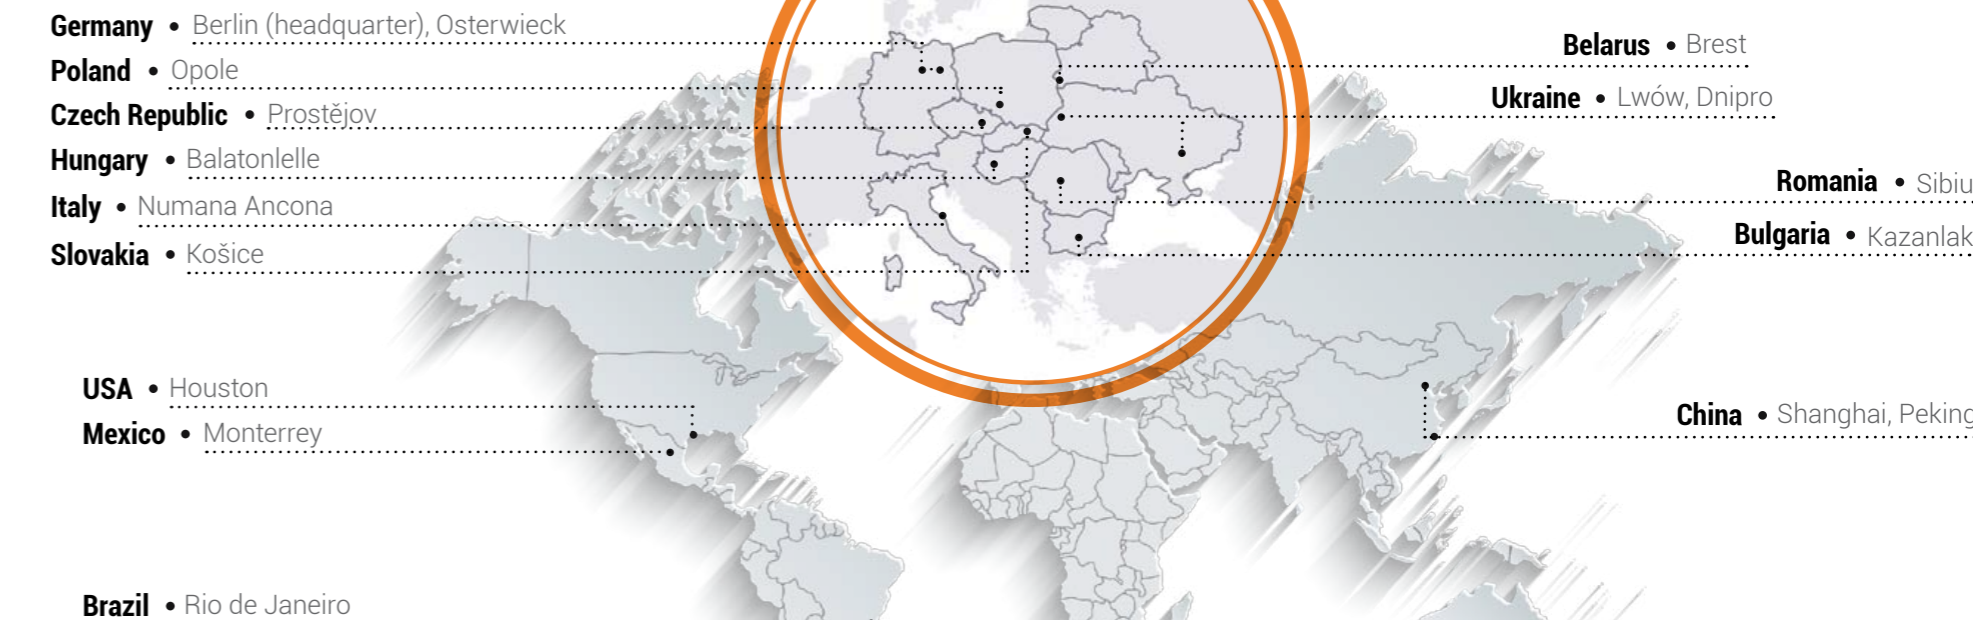 Germany • Berlin (headquarter), Osterwieck
Poland • Opole
Czech Republic • Prostějov
Hungary • Balatonlelle
Italy • Numana Ancona
Slovakia • Košice
USA • Houston
Mexico • Monterrey
Brazil • Rio de Janeiro
Belarus • Brest
Ukraine • Lwów, Dnipro
Romania • Sibiu
Bulgaria • Kazanlak
China • Shanghai, Peking